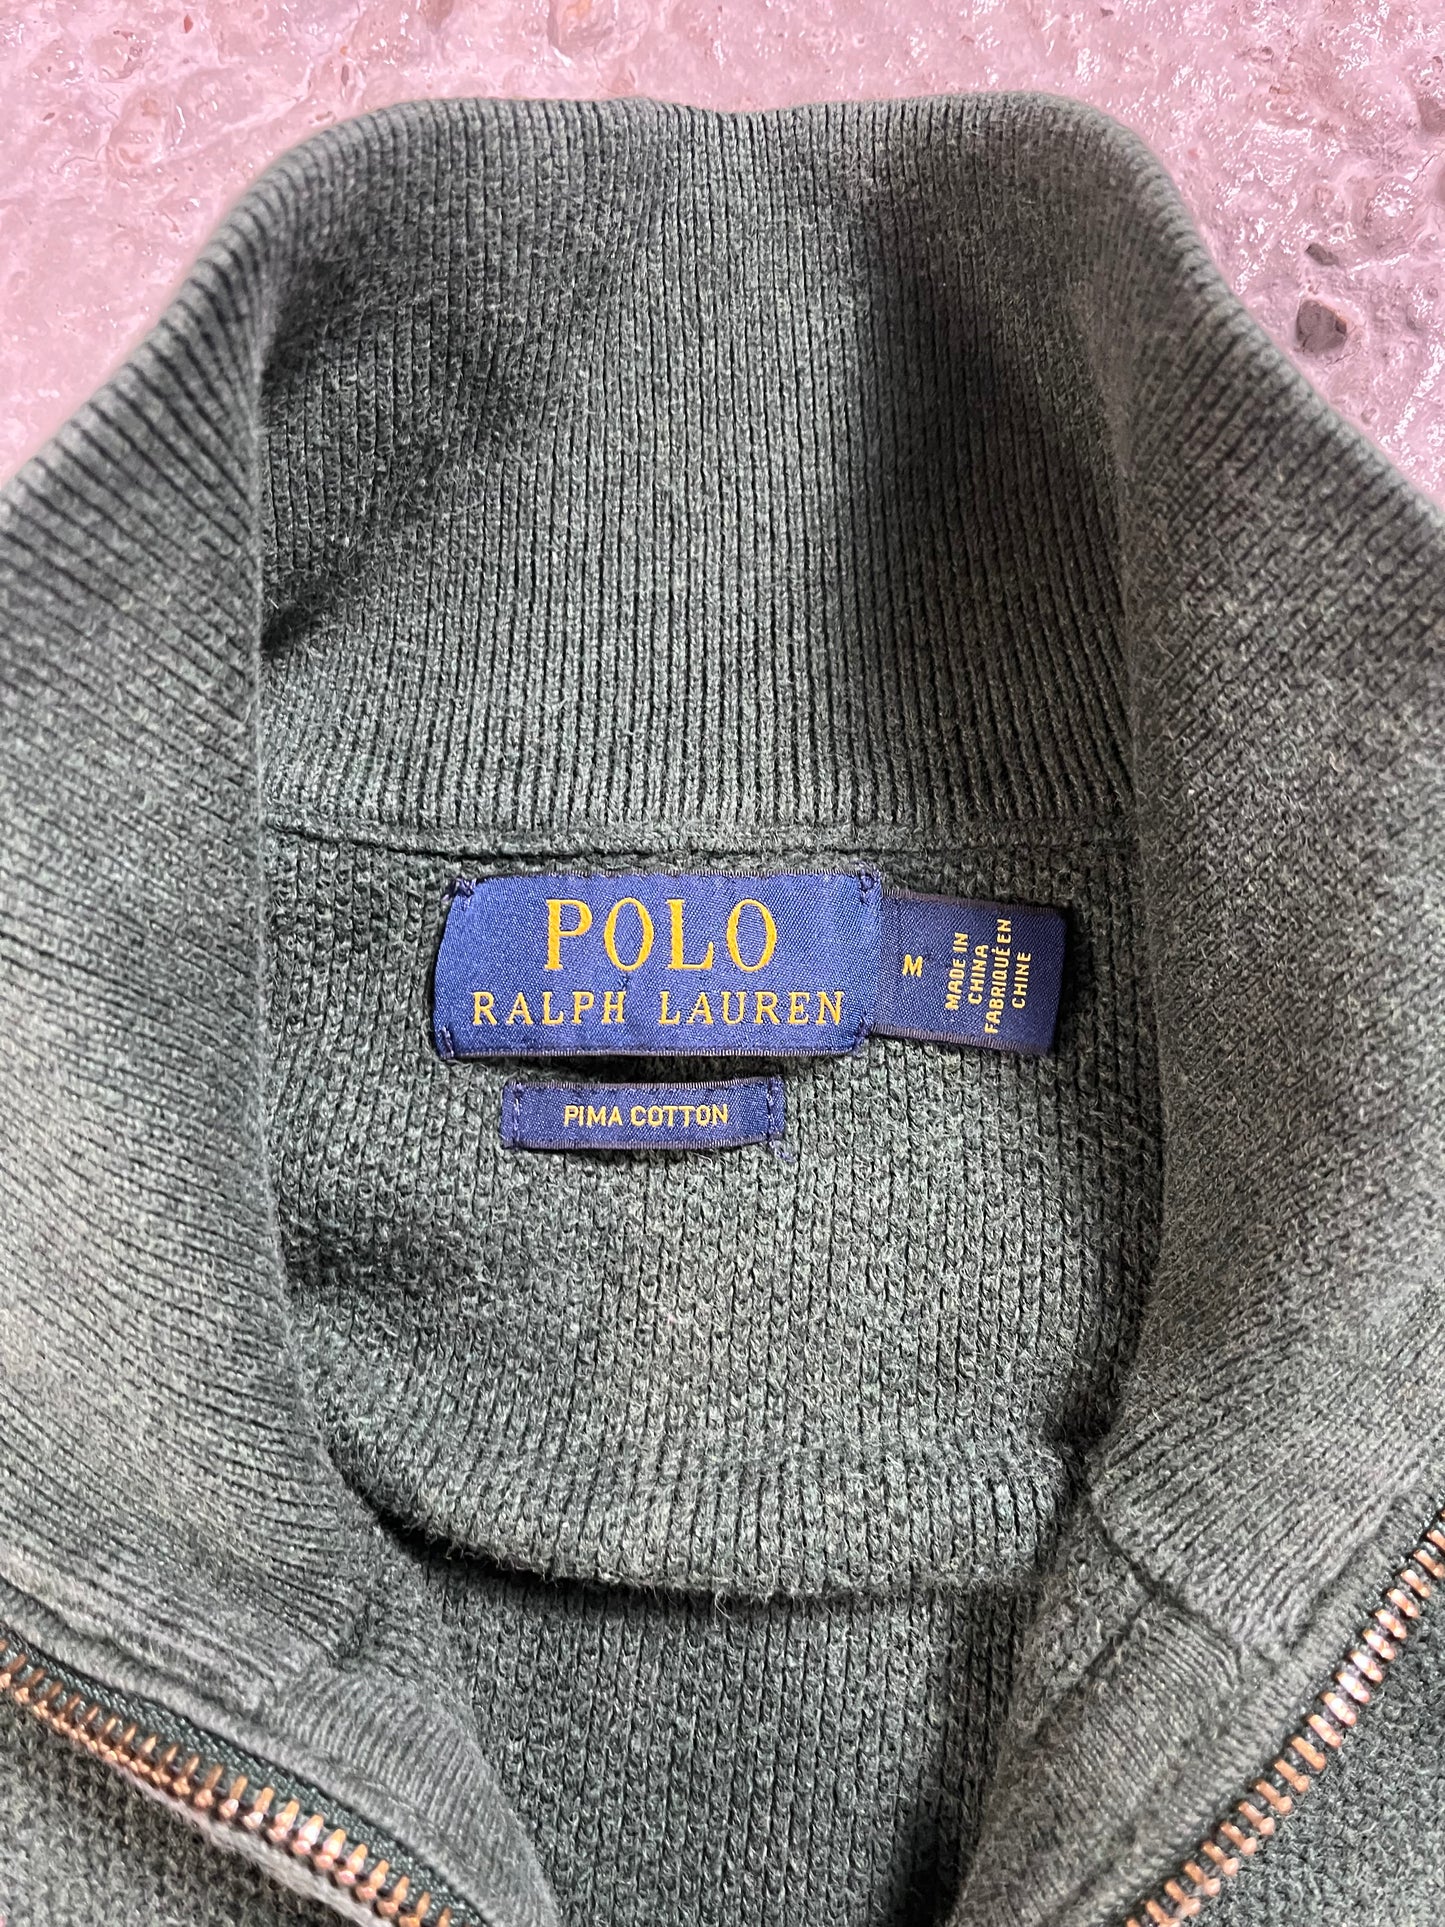 POLO
RALPH LAUREN
M
MADE IN
CHINA
FABRIQUÉ EN
CHINE
PIMA COTTON